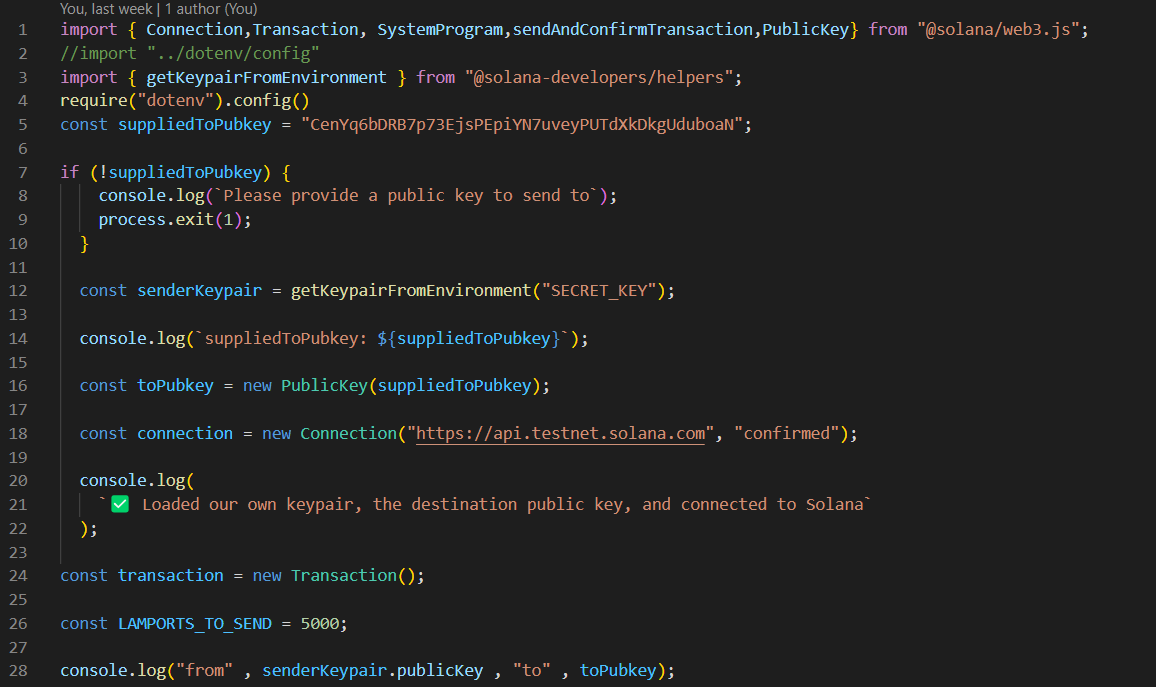 You, last week | 1 author (You)
1 import { Connection,Transaction, SystemProgram,sendAndConfirmTransaction,PublicKey} from "@solana/web3.js";
2 //import "../dotenv/config"
3 import { getKeypairFromEnvironment } from "@solana-developers/helpers";
4 require("dotenv").config()
5 const suppliedToPubkey = "CenYq6bDRB7p73EjsPEpiYN7uveyPUTdXkDkgUduboaN";
6
7 if (!suppliedToPubkey) {
8 console.log(`Please provide a public key to send to`);
9 process.exit(1);
10 }
11
12 const senderKeypair = getKeypairFromEnvironment("SECRET_KEY");
13
14 console.log(`suppliedToPubkey: ${suppliedToPubkey}`);
15
16 const toPubkey = new PublicKey(suppliedToPubkey);
17
18 const connection = new Connection("https://api.testnet.solana.com", "confirmed");
19
20 console.log(
21 `✅ Loaded our own keypair, the destination public key, and connected to Solana`
22 );
23
24 const transaction = new Transaction();
25
26 const LAMPORTS_TO_SEND = 5000;
27
28 console.log("from" , senderKeypair.publicKey , "to" , toPubkey);